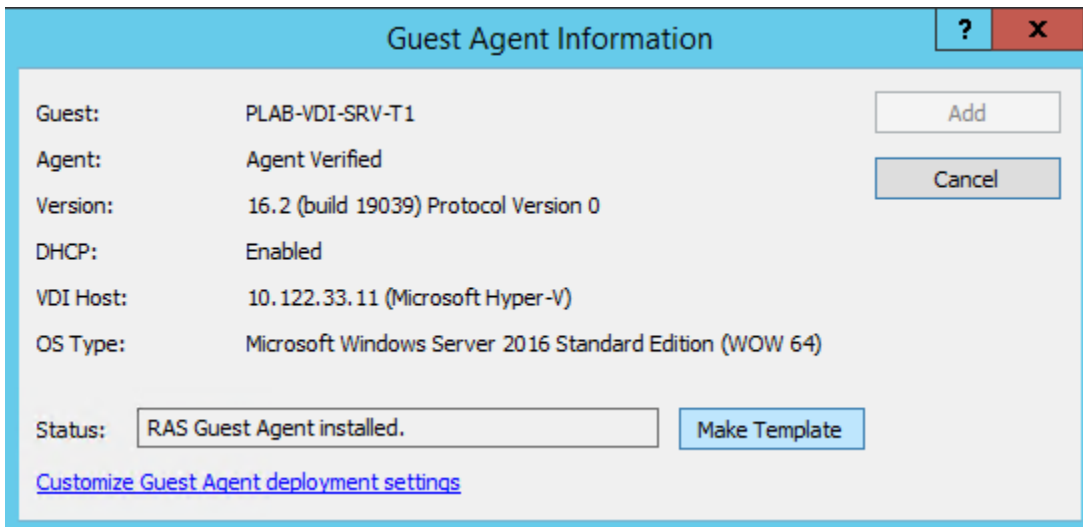 Guest Agent Information
?
x
Guest: PLAB-VDI-SRV-T1
Add
Agent: Agent Verified
Cancel
Version: 16.2 (build 19039) Protocol Version 0
DHCP: Enabled
VDI Host: 10.122.33.11 (Microsoft Hyper-V)
OS Type: Microsoft Windows Server 2016 Standard Edition (WOW 64)
Status: RAS Guest Agent installed. Make Template
Customize Guest Agent deployment settings